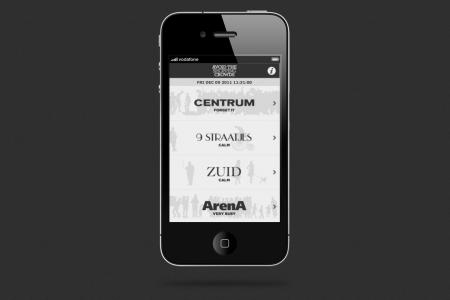 vodafone
AVOID THE
CROWDS
FRI DEC 09 2011 11:31:00
CENTRUM
FORGET IT
9 STRAATJES
CALM
ZUID
CALM
ArenA
VERY BUSY